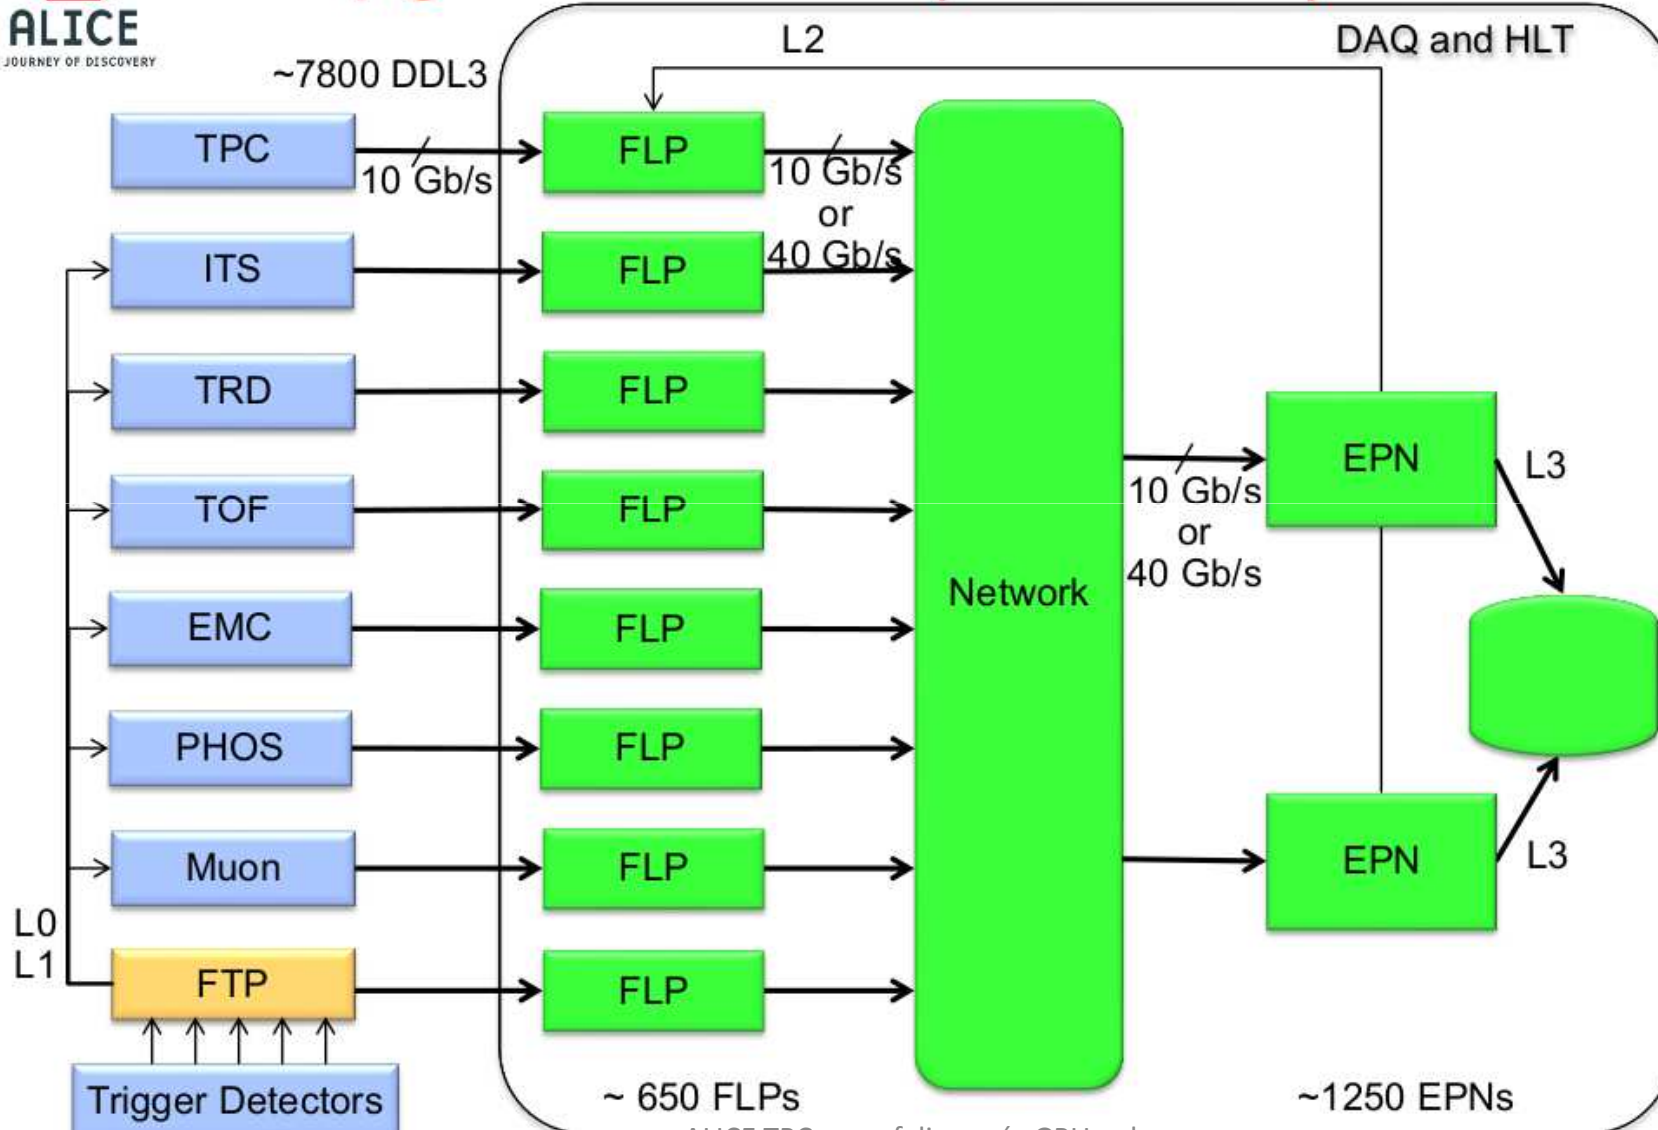 ALICE
JOURNEY OF DISCOVERY
L2
DAQ and HLT
~7800 DDL3
TPC
10 Gb/s
FLP
10 Gb/s
or
40 Gb/s
ITS
FLP
TRD
FLP
TOF
FLP
EMC
FLP
PHOS
FLP
Muon
FLP
L0
L1
FTP
FLP
Trigger Detectors
Network
10 Gb/s
or
40 Gb/s
EPN
L3
EPN
L3
~ 650 FLPs
~1250 EPNs